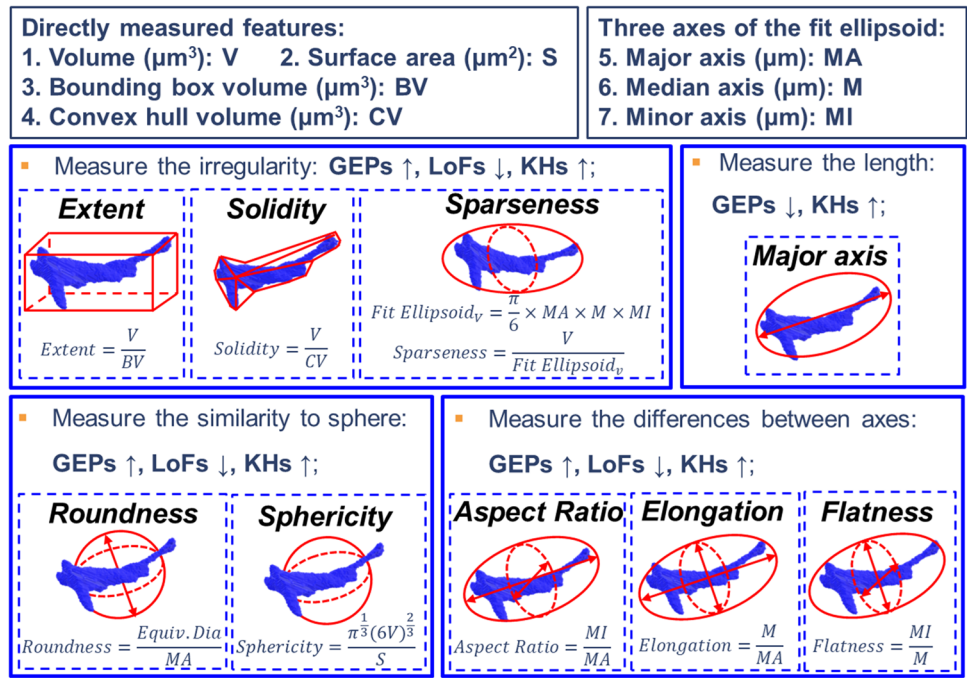 Directly measured features:
1. Volume (μm³): V 2. Surface area (μm²): S
3. Bounding box volume (μm³): BV
4. Convex hull volume (μm³): CV
Three axes of the fit ellipsoid:
5. Major axis (μm): MA
6. Median axis (μm): M
7. Minor axis (μm): MI
▪ Measure the irregularity: GEPs ↑, LoFs ↓, KHs ↑;
Extent
Extent = V/BV
Solidity
Solidity = V/CV
Sparseness
Fit Ellipsoid_V = π/6 × MA × M × MI
Sparseness = V/Fit Ellipsoid_v
▪ Measure the length:
GEPs ↓, KHs ↑;
Major axis
▪ Measure the similarity to sphere:
GEPs ↑, LoFs ↓, KHs ↑;
Roundness
Roundness = Equiv. Dia/MA
Sphericity
Sphericity = π^(1/3)(6V)^(2/3)/S
▪ Measure the differences between axes:
GEPs ↑, LoFs ↓, KHs ↑;
Aspect Ratio
Aspect Ratio = MI/MA
Elongation
Elongation = M/MA
Flatness
Flatness = MI/M